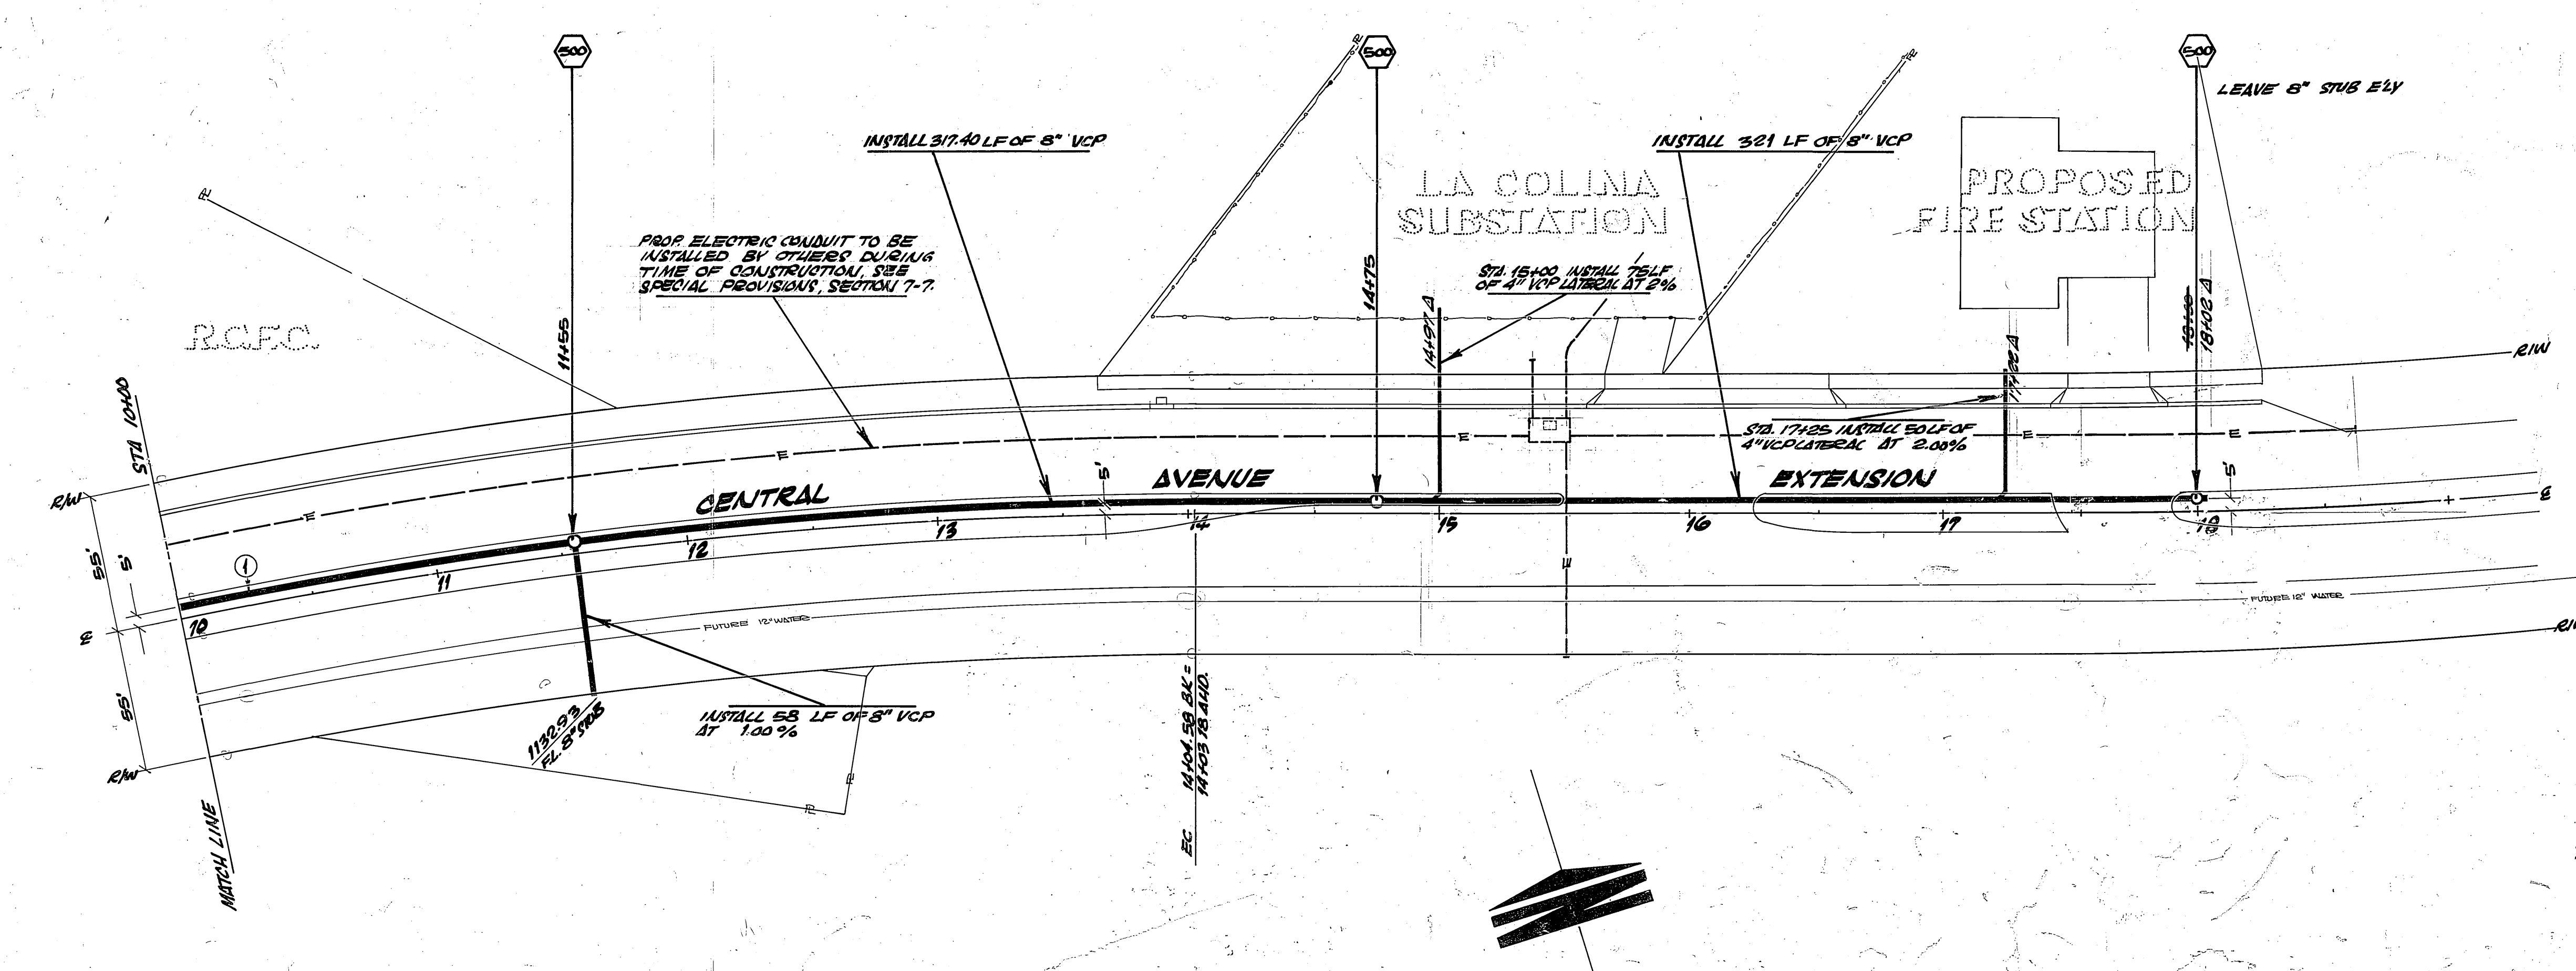 500
500
500
LEAVE 8" STUB E'LY
INSTALL 317.40 LF OF 8" VCP
INSTALL 321 LF OF 8" VCP
LA COLINA
SUBSTATION
PROPOSED
FIRE STATION
PROP. ELECTRIC CONDUIT TO BE
INSTALLED BY OTHERS DURING
TIME OF CONSTRUCTION, SEE
SPECIAL PROVISIONS, SECTION 7-7.
STA. 15+00 INSTALL 75 LF
OF 4" VCP LATERAL AT 2%
R.C.F.C.
11+55
14+75
14+97 Δ
17+22 Δ
18+00
18+02 Δ
R/W
STA 10+00
STA. 17+25 INSTALL 50 LF OF
4" VCP LATERAL AT 2.00%
E
E
E
E
E
E
CENTRAL AVENUE EXTENSION
5'
5'
R/W
55'
5'
1
10
11
12
13
14
15
16
17
18
FUTURE 12" WATER
FUTURE 12" WATER
R/W
55'
R/W
INSTALL 58 LF OF 8" VCP
AT 1.00%
1132.93
FL. 8" STUB
EC 14+04.58 BK =
14+03.18 AHD.
MATCH LINE